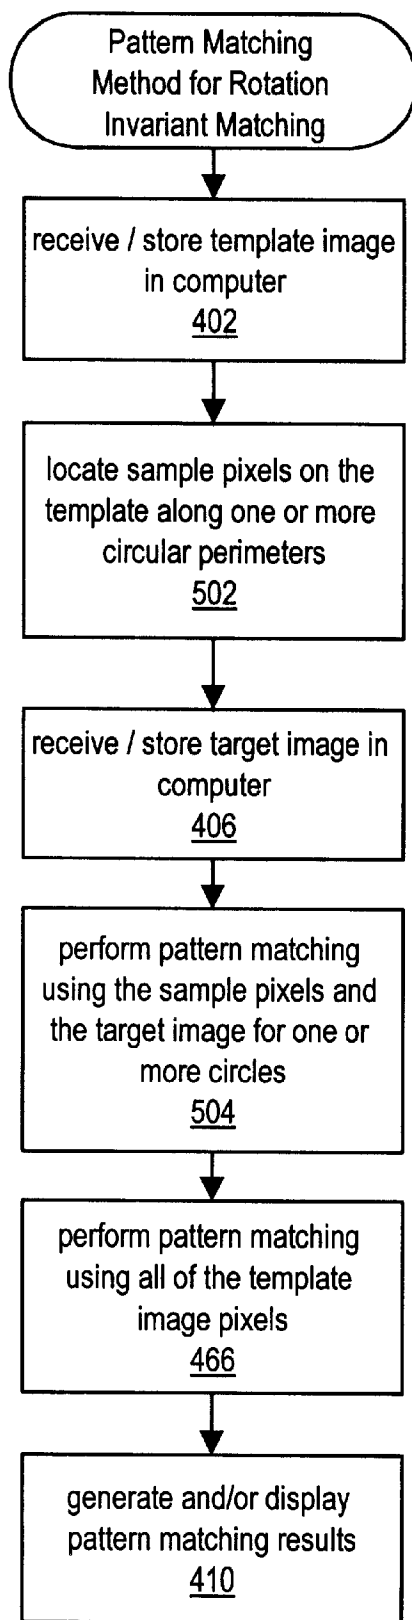 Pattern Matching
Method for Rotation
Invariant Matching
receive / store template image
in computer
402
locate sample pixels on the
template along one or more
circular perimeters
502
receive / store target image in
computer
406
perform pattern matching
using the sample pixels and
the target image for one or
more circles
504
perform pattern matching
using all of the template
image pixels
466
generate and/or display
pattern matching results
410